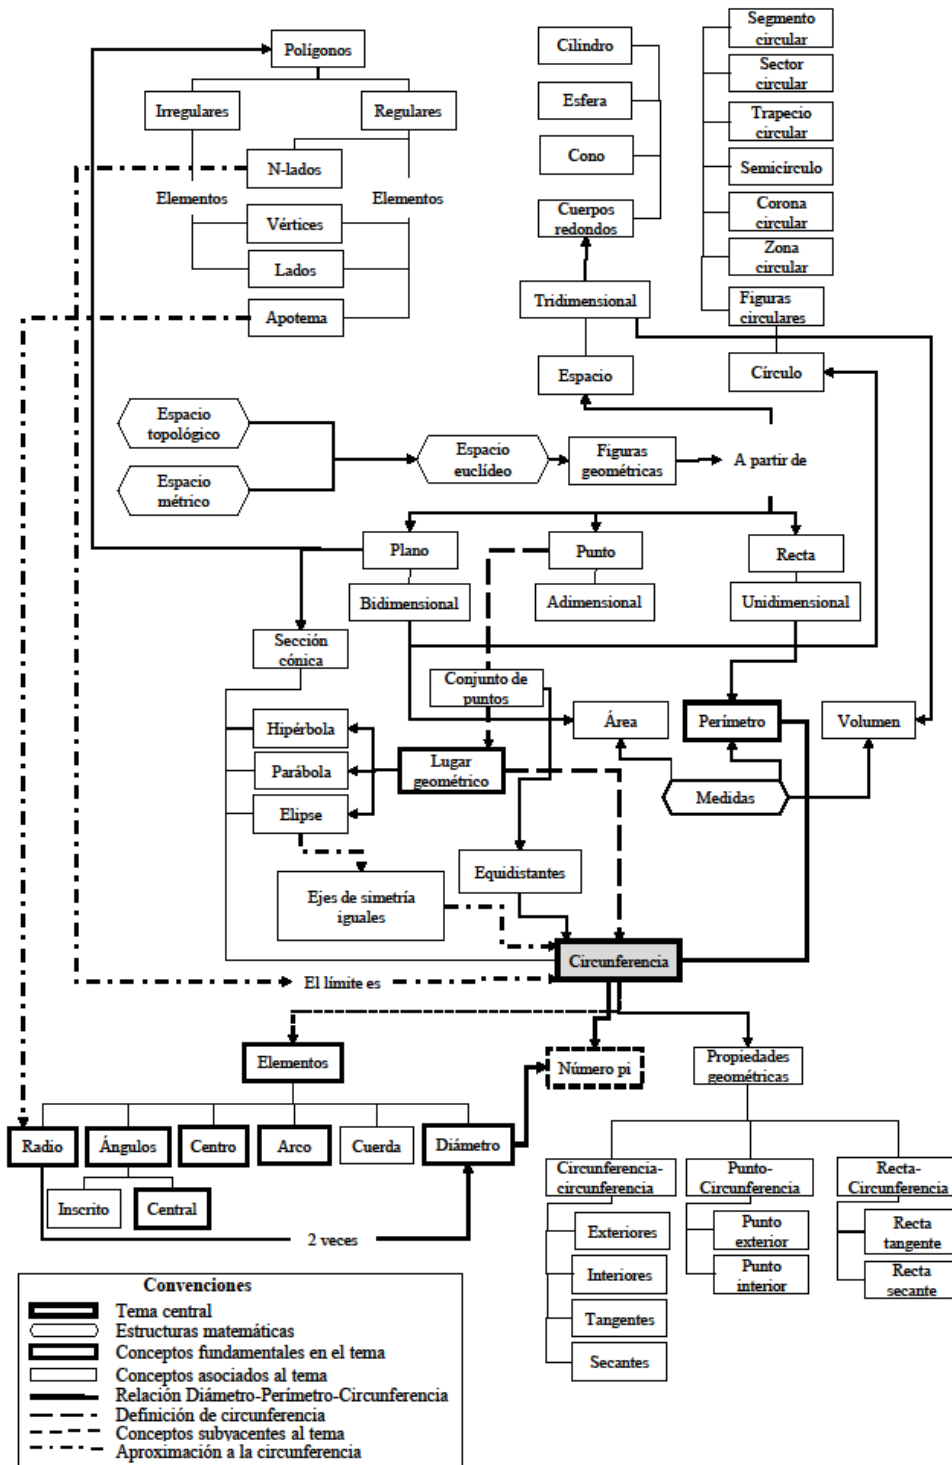 Polígonos
Irregulares
Regulares
N-lados
Elementos
Elementos
Vértices
Lados
Apotema
Cilindro
Esfera
Cono
Cuerpos
redondos
Tridimensional
Espacio
Segmento
circular
Sector
circular
Trapecio
circular
Semicírculo
Corona
circular
Zona
circular
Figuras
circulares
Círculo
Espacio
topológico
Espacio
métrico
Espacio
euclídeo
Figuras
geométricas
A partir de
Plano
Punto
Recta
Bidimensional
Adimensional
Unidimensional
Sección
cónica
Conjunto de
puntos
Hipérbola
Parábola
Elipse
Lugar
geométrico
Área
Perímetro
Volumen
Medidas
Ejes de simetría
iguales
Equidistantes
Circunferencia
El límite es
Elementos
Número pi
Propiedades
geométricas
Radio
Ángulos
Centro
Arco
Cuerda
Diámetro
Inscrito
Central
2 veces
Circunferencia-
circunferencia
Exteriores
Interiores
Tangentes
Secantes
Punto-
Circunferencia
Punto
exterior
Punto
interior
Recta-
Circunferencia
Recta
tangente
Recta
secante
Convenciones
Tema central
Estructuras matemáticas
Conceptos fundamentales en el tema
Conceptos asociados al tema
Relación Diámetro-Perímetro-Circunferencia
Definición de circunferencia
Conceptos subyacentes al tema
Aproximación a la circunferencia